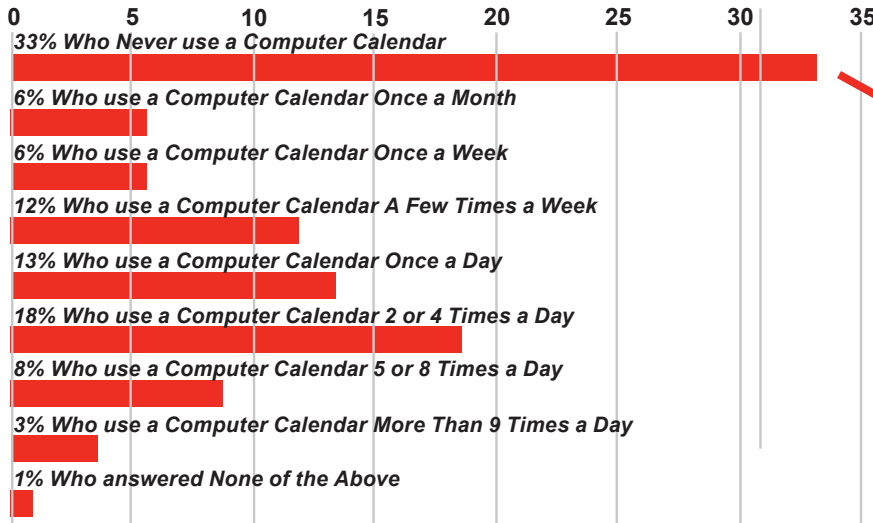 0 5 10 15 20 25 30 35
33% Who Never use a Computer Calendar
6% Who use a Computer Calendar Once a Month
6% Who use a Computer Calendar Once a Week
12% Who use a Computer Calendar A Few Times a Week
13% Who use a Computer Calendar Once a Day
18% Who use a Computer Calendar 2 or 4 Times a Day
8% Who use a Computer Calendar 5 or 8 Times a Day
3% Who use a Computer Calendar More Than 9 Times a Day
1% Who answered None of the Above